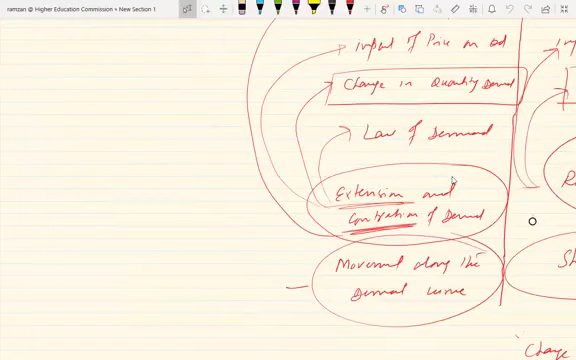 ramzan @ Higher Education Commission » New Section 1
Impact of Price on Qd
Change in Quantity Demand
Law of Demand
Extension and
Contraction of Demand
Movement along the
Demand curve
Change